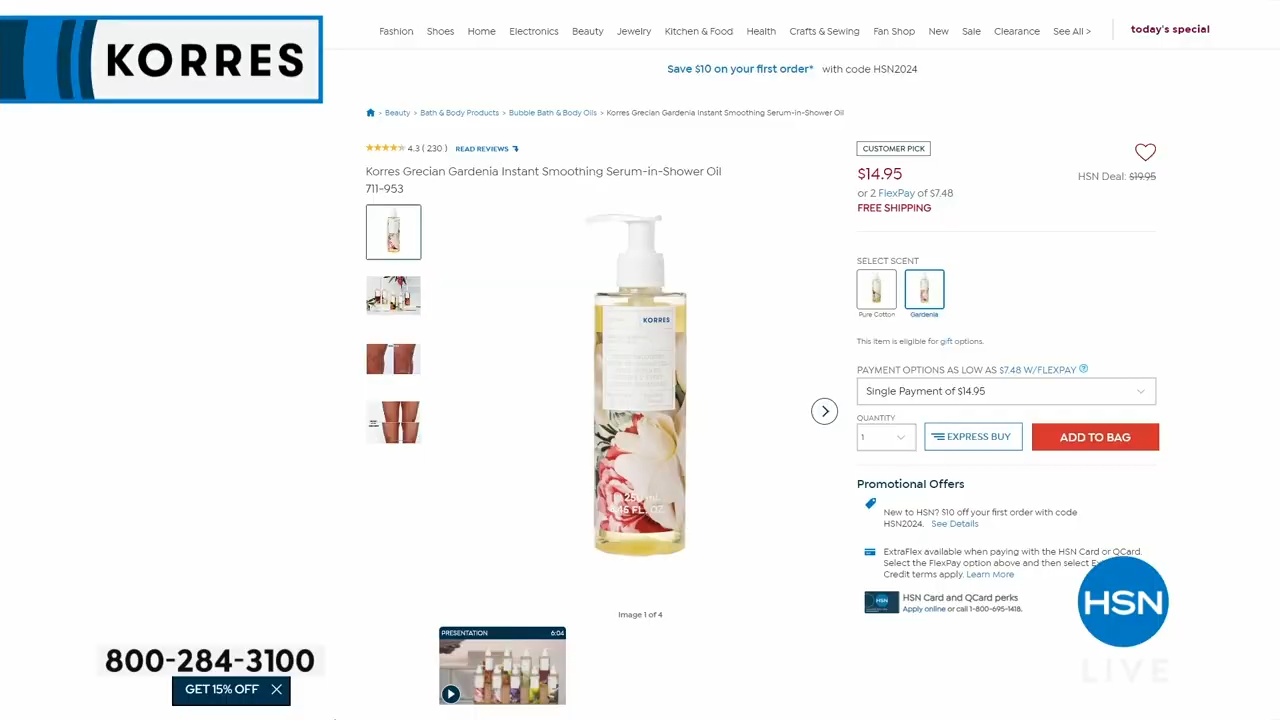 KORRES
Fashion Shoes Home Electronics Beauty Jewelry Kitchen & Food Health Crafts & Sewing Fan Shop New Sale Clearance See All > today's special
Save $10 on your first order* with code HSN2024
> Beauty > Bath & Body Products > Bubble Bath & Body Oils > Korres Grecian Gardenia Instant Smoothing Serum-in-Shower Oil
4.3 ( 230 ) READ REVIEWS
Korres Grecian Gardenia Instant Smoothing Serum-in-Shower Oil
711-953
KORRES
250 mL
8.45 FL. OZ.
Image 1 of 4
PRESENTATION 6:04
CUSTOMER PICK
$14.95
HSN Deal: $19.95
or 2 FlexPay of $7.48
FREE SHIPPING
SELECT SCENT
Pure Cotton Gardenia
This item is eligible for gift options.
PAYMENT OPTIONS AS LOW AS $7.48 W/FLEXPAY
Single Payment of $14.95
QUANTITY
1 EXPRESS BUY ADD TO BAG
Promotional Offers
New to HSN? $10 off your first order with code
HSN2024. See Details
ExtraFlex available when paying with the HSN Card or QCard.
Select the FlexPay option above and then select
Credit terms apply. Learn More
HSN HSN Card and QCard perks
Apply online or call 1-800-695-1418.
HSN
LIVE
800-284-3100
GET 15% OFF